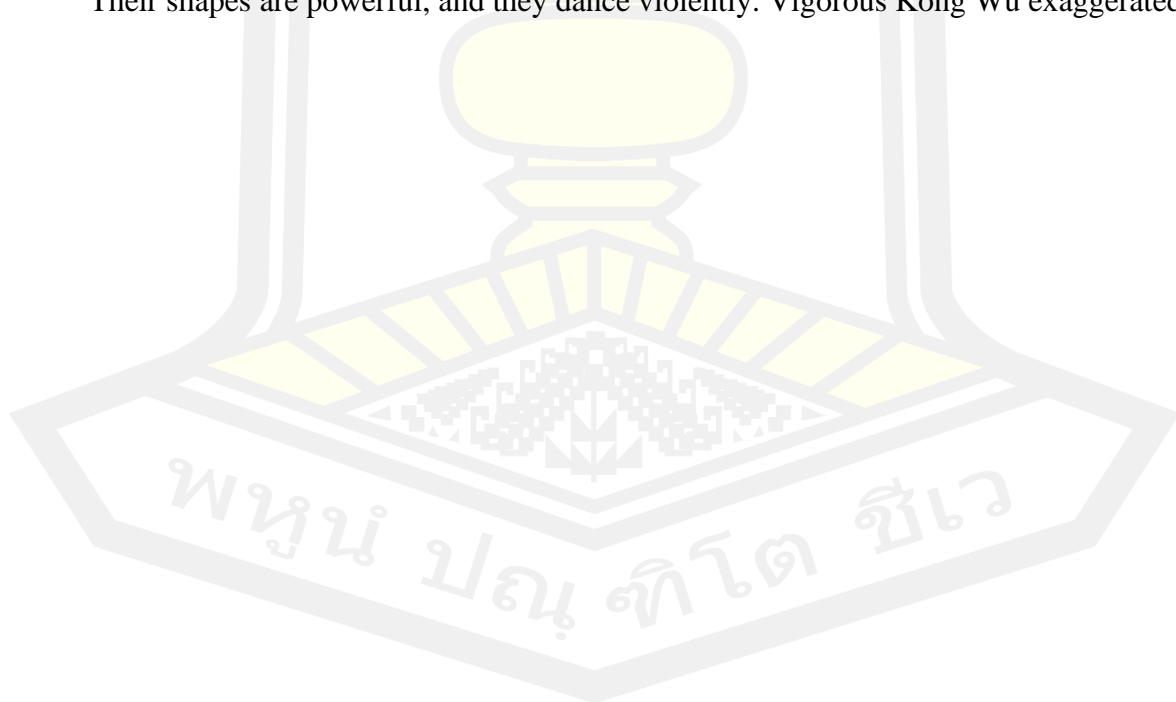 Their shapes are powerful, and they dance violently. Vigorous Kong Wu exaggerated
พหูนํ ปณฺฑิโต ชีเว